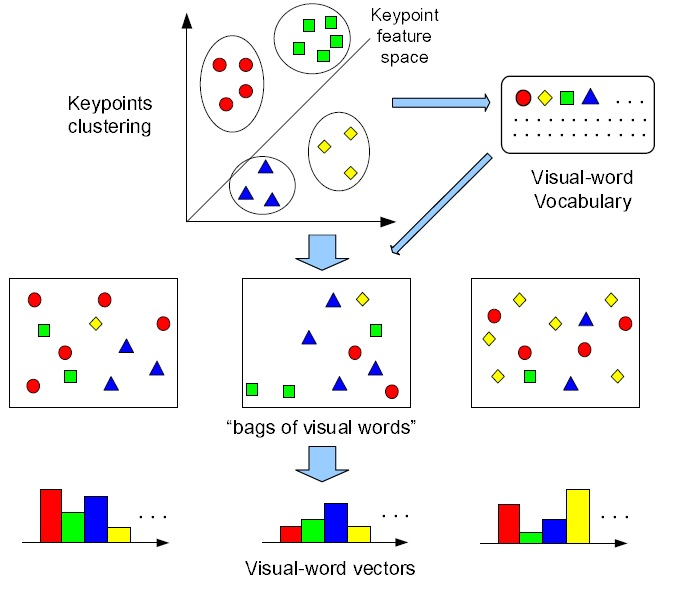 Keypoint
feature
space
Keypoints
clustering
Visual-word
Vocabulary
“bags of visual words”
Visual-word vectors